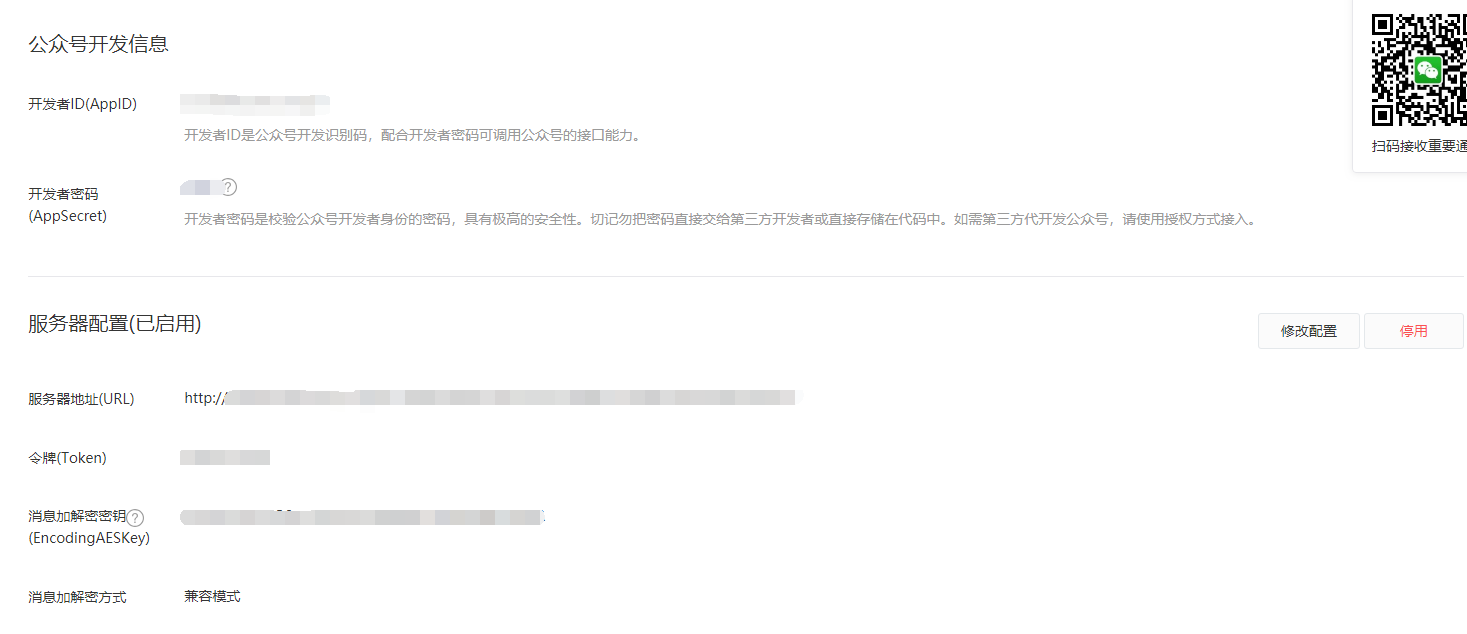 公众号开发信息
开发者ID(AppID)
开发者ID是公众号开发识别码，配合开发者密码可调用公众号的接口能力。
开发者密码
(AppSecret)
?
开发者密码是校验公众号开发者身份的密码，具有极高的安全性。切记勿把密码直接交给第三方开发者或直接存储在代码中。如需第三方代开发公众号，请使用授权方式接入。
扫码接收重要通
服务器配置(已启用)
修改配置
停用
服务器地址(URL)
http://
令牌(Token)
消息加解密密钥?
(EncodingAESKey)
消息加解密方式
兼容模式